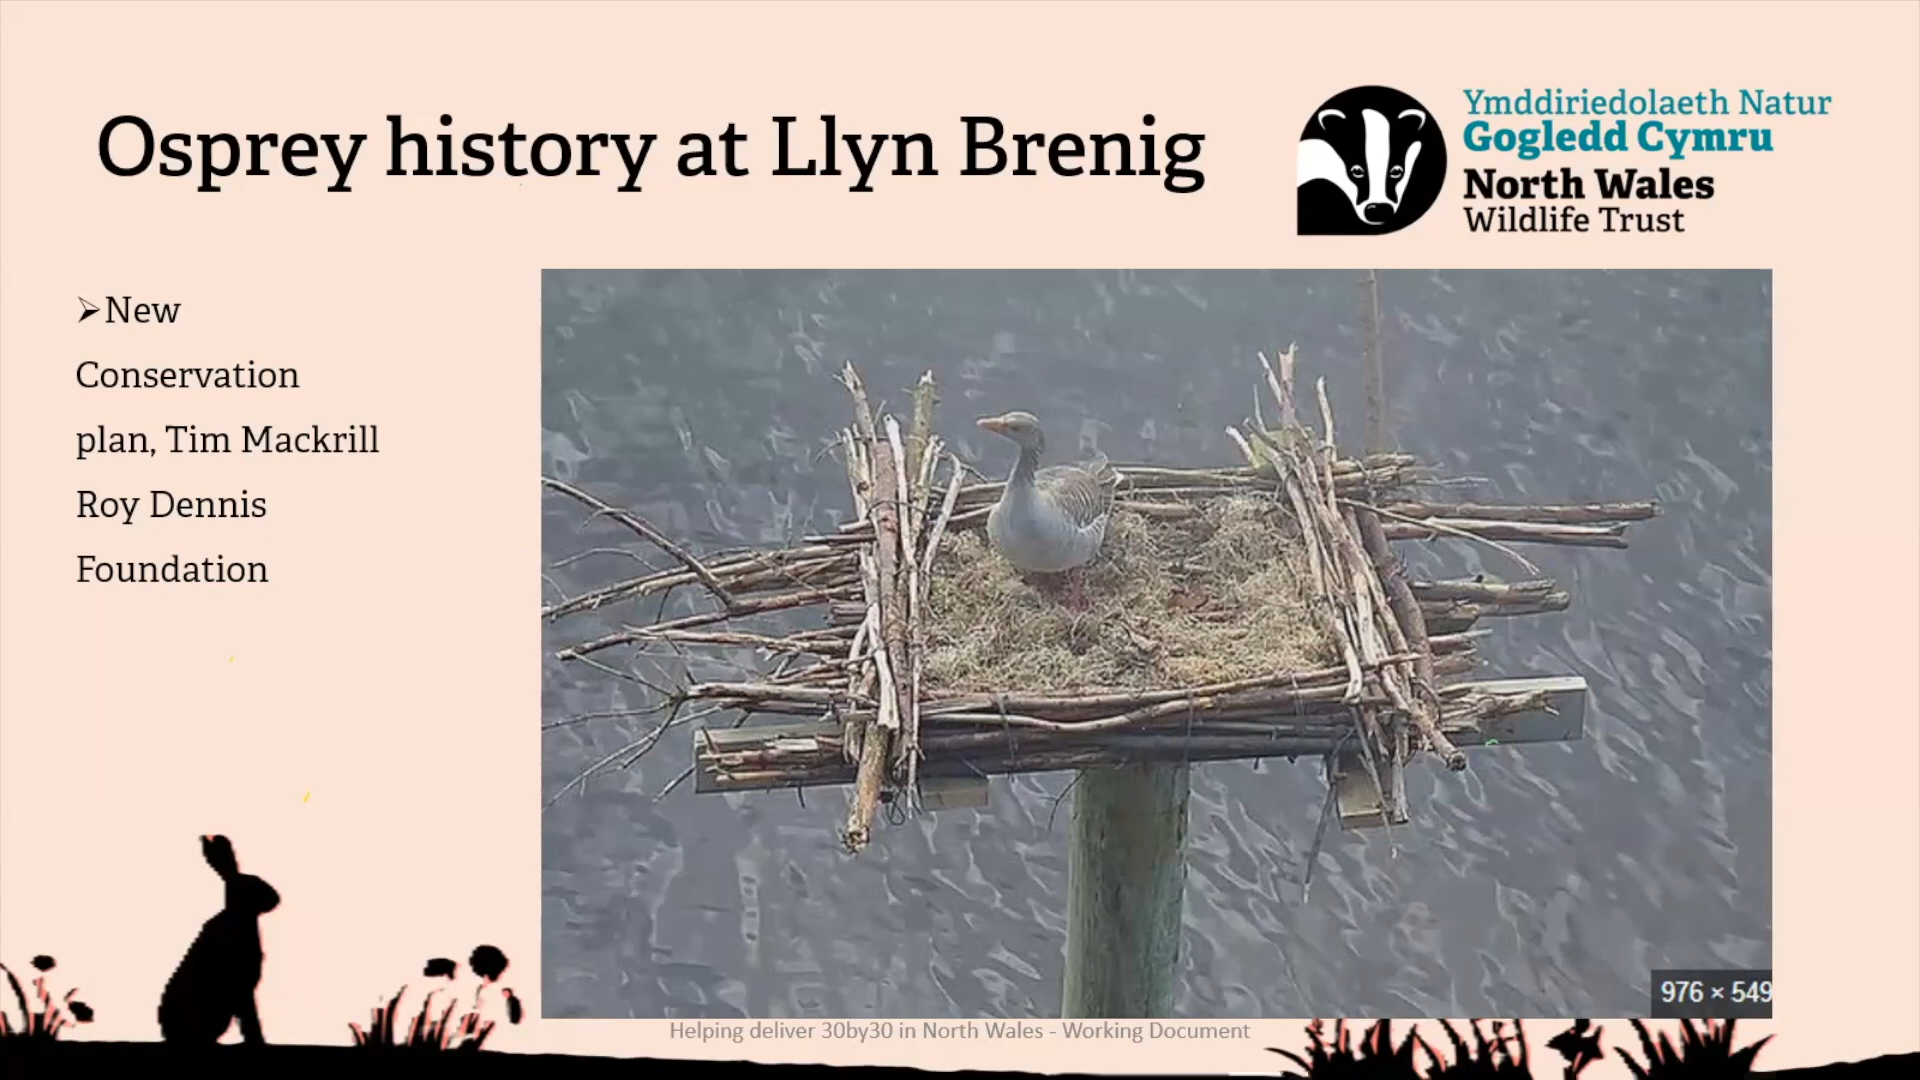 Osprey history at Llyn Brenig
Ymddiriedolaeth Natur
Gogledd Cymru
North Wales
Wildlife Trust
➢New
Conservation
plan, Tim Mackrill
Roy Dennis
Foundation
976 × 549
Helping deliver 30by30 in North Wales - Working Document